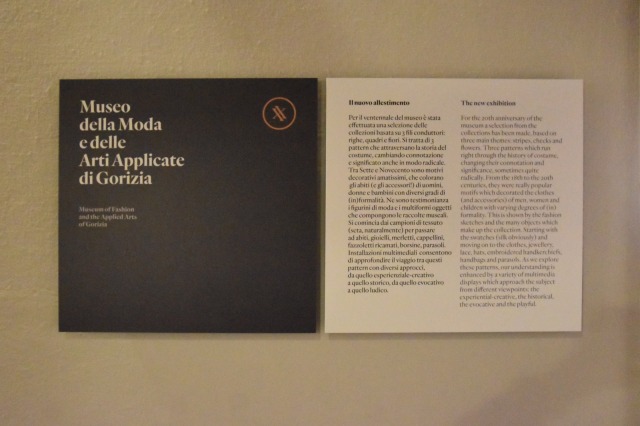 Museo
della Moda
e delle
Arti Applicate
di Gorizia
Museum of Fashion
and the Applied Arts
of Gorizia
Il nuovo allestimento
Per il ventennale del museo è stata
effettuata una selezione delle
collezioni basata su 3 fili conduttori:
righe, quadri e fiori. Si tratta di 3
pattern che attraversano la storia del
costume, cambiando connotazione
e significato anche in modo radicale.
Tra Sette e Novecento sono motivi
decorativi amatissimi, che colorano
gli abiti (e gli accessori!) di uomini,
donne e bambini con diversi gradi di
(in)formalità. Ne sono testimonianza
i figurini di moda e i multiformi oggetti
che compongono le raccolte museali.
Si comincia dai campioni di tessuto
(seta, naturalmente) per passare
ad abiti, gioielli, merletti, cappellini,
fazzoletti ricamati, borsine, parasoli.
Installazioni multimediali consentono
di approfondire il viaggio tra questi
pattern con diversi approcci,
da quello esperienziale-creativo
a quello storico, da quello evocativo
a quello ludico.
The new exhibition
For the 20th anniversary of the
museum a selection from the
collections has been made, based on
three main themes: stripes, checks and
flowers. Three patterns which run
right through the history of costume,
changing their connotation and
significance, sometimes quite
radically. From the 18th to the 20th
centuries, they were really popular
motifs which decorated the clothes
(and accessories!) of men, women and
children with varying degrees of (in)
formality. This is shown by the fashion
sketches and the many objects which
make up the collection. Starting with
the swatches (silk obviously) and
moving on to the clothes, jewellery,
lace, hats, embroidered handkerchiefs,
handbags and parasols. As we explore
these patterns, our understanding is
enhanced by a variety of multimedia
displays which approach the subject
from different viewpoints: the
experiential-creative, the historical,
the evocative and the playful.